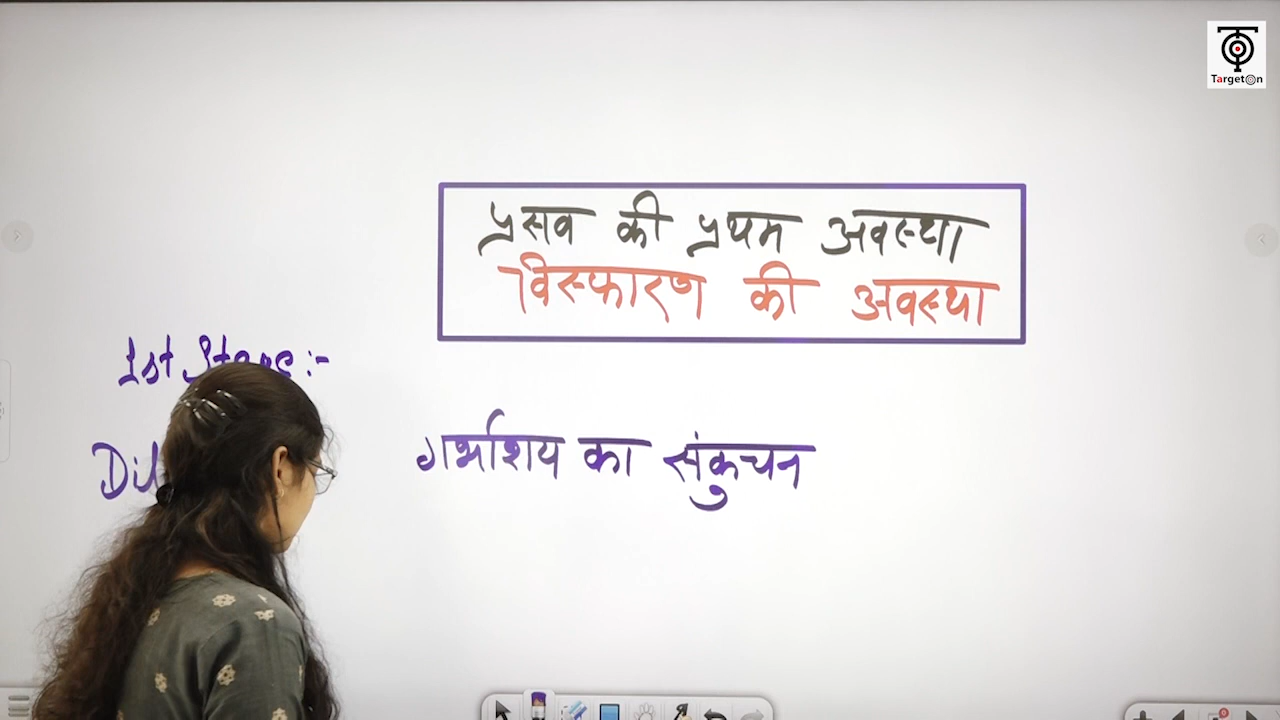 TargetOn
प्रसव की प्रथम अवस्था
विस्फारण की अवस्था
1st Stage :-
गर्भाशय का संकुचन